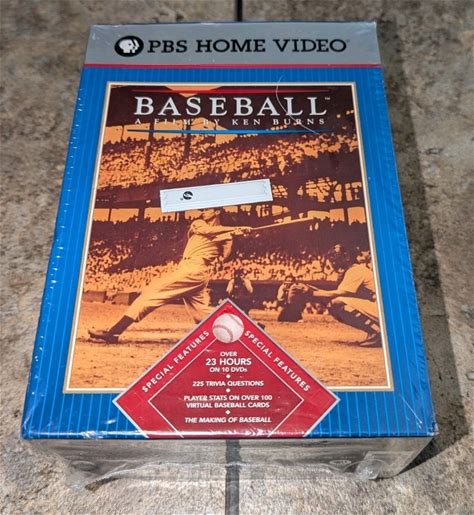 PBS HOME VIDEO
BASEBALL™
A FILM BY KEN BURNS
SPECIAL FEATURES
SPECIAL FEATURES
OVER
23 HOURS
ON 10 DVDs
225 TRIVIA QUESTIONS
PLAYER STATS ON OVER 100
VIRTUAL BASEBALL CARDS
THE MAKING OF BASEBALL